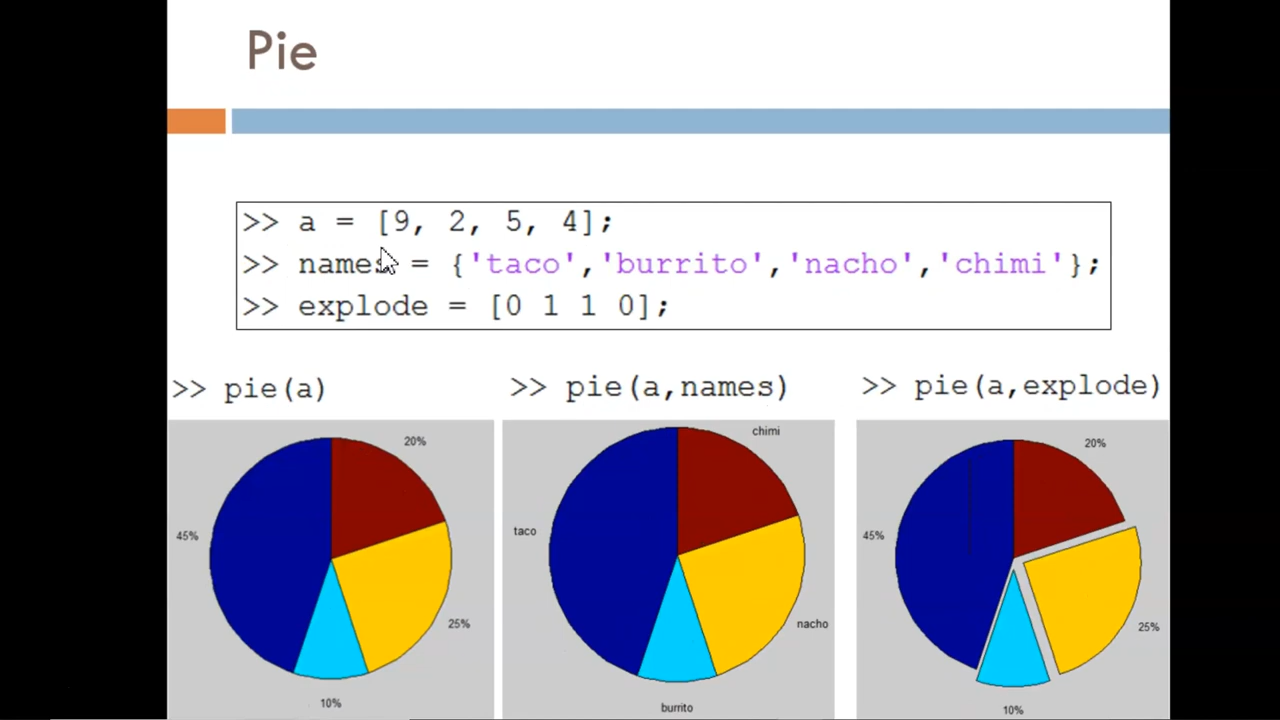 Pie
>> a = [9, 2, 5, 4];
>> names = {'taco','burrito','nacho','chimi'};
>> explode = [0 1 1 0];
>> pie(a)
>> pie(a,names)
>> pie(a,explode)
20%
45%
25%
10%
chimi
taco
nacho
burrito
20%
45%
25%
10%